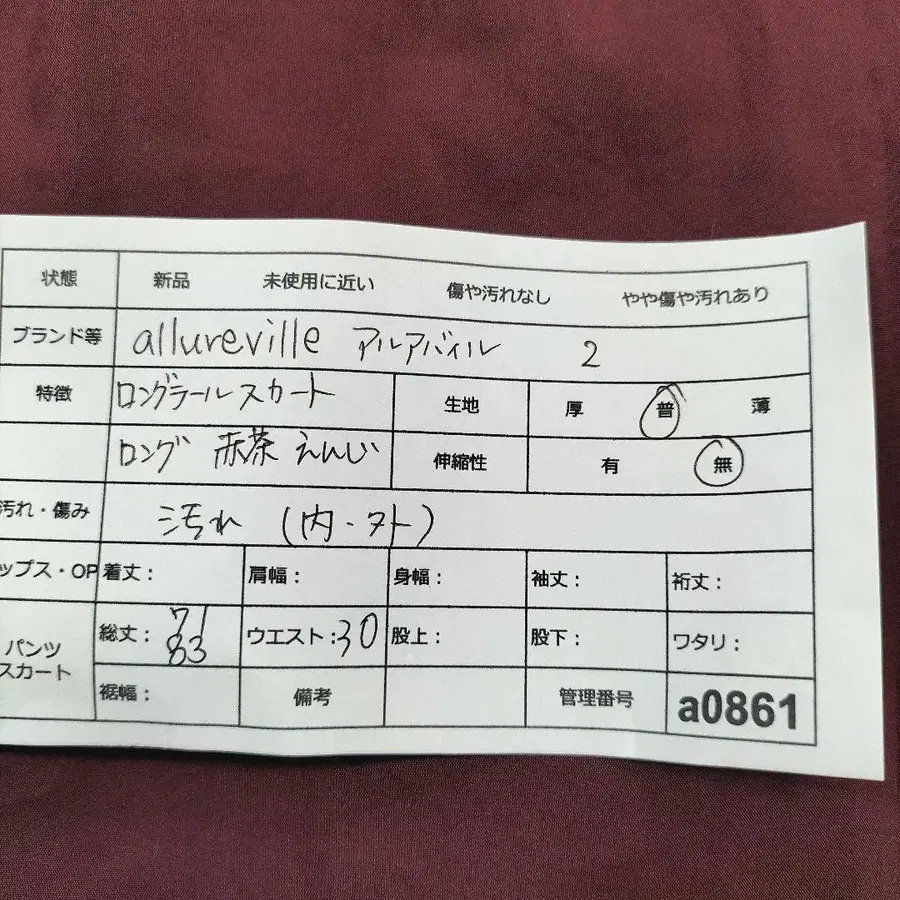 状態 新品 未使用に近い 傷や汚れなし やや傷や汚れあり
ブランド等 allureville アルアバイル 2
特徴 ロングテールスカート 生地 厚 普 薄
ロング 赤茶 えんじ 伸縮性 有 無
汚れ・傷み 汚れ (内・外)
ップス・OP 着丈: 肩幅: 身幅: 袖丈: 裄丈:
パンツ スカート 総丈: 71 83 ウエスト:30 股上: 股下: ワタリ:
裾幅: 備考 管理番号 a0861